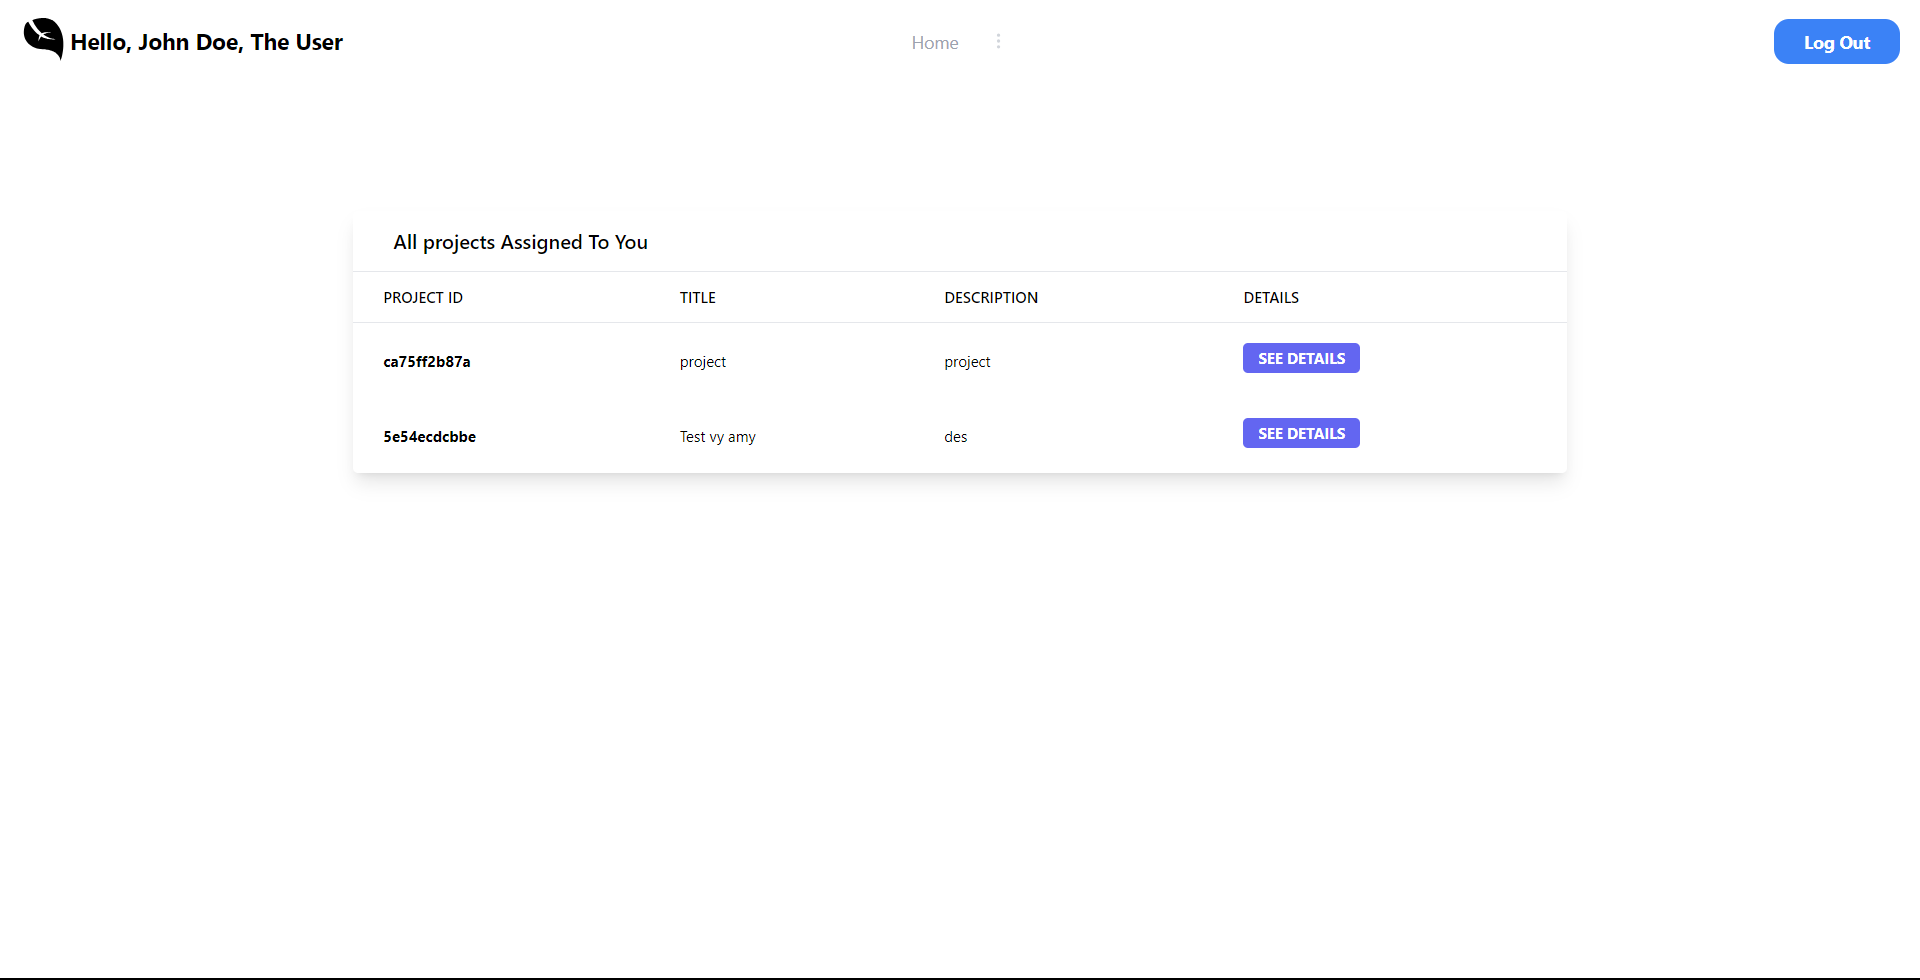 Hello, John Doe, The User
Home
Log Out
All projects Assigned To You
PROJECT ID TITLE DESCRIPTION DETAILS
ca75ff2b87a project project SEE DETAILS
5e54ecdcbbe Test vy amy des SEE DETAILS